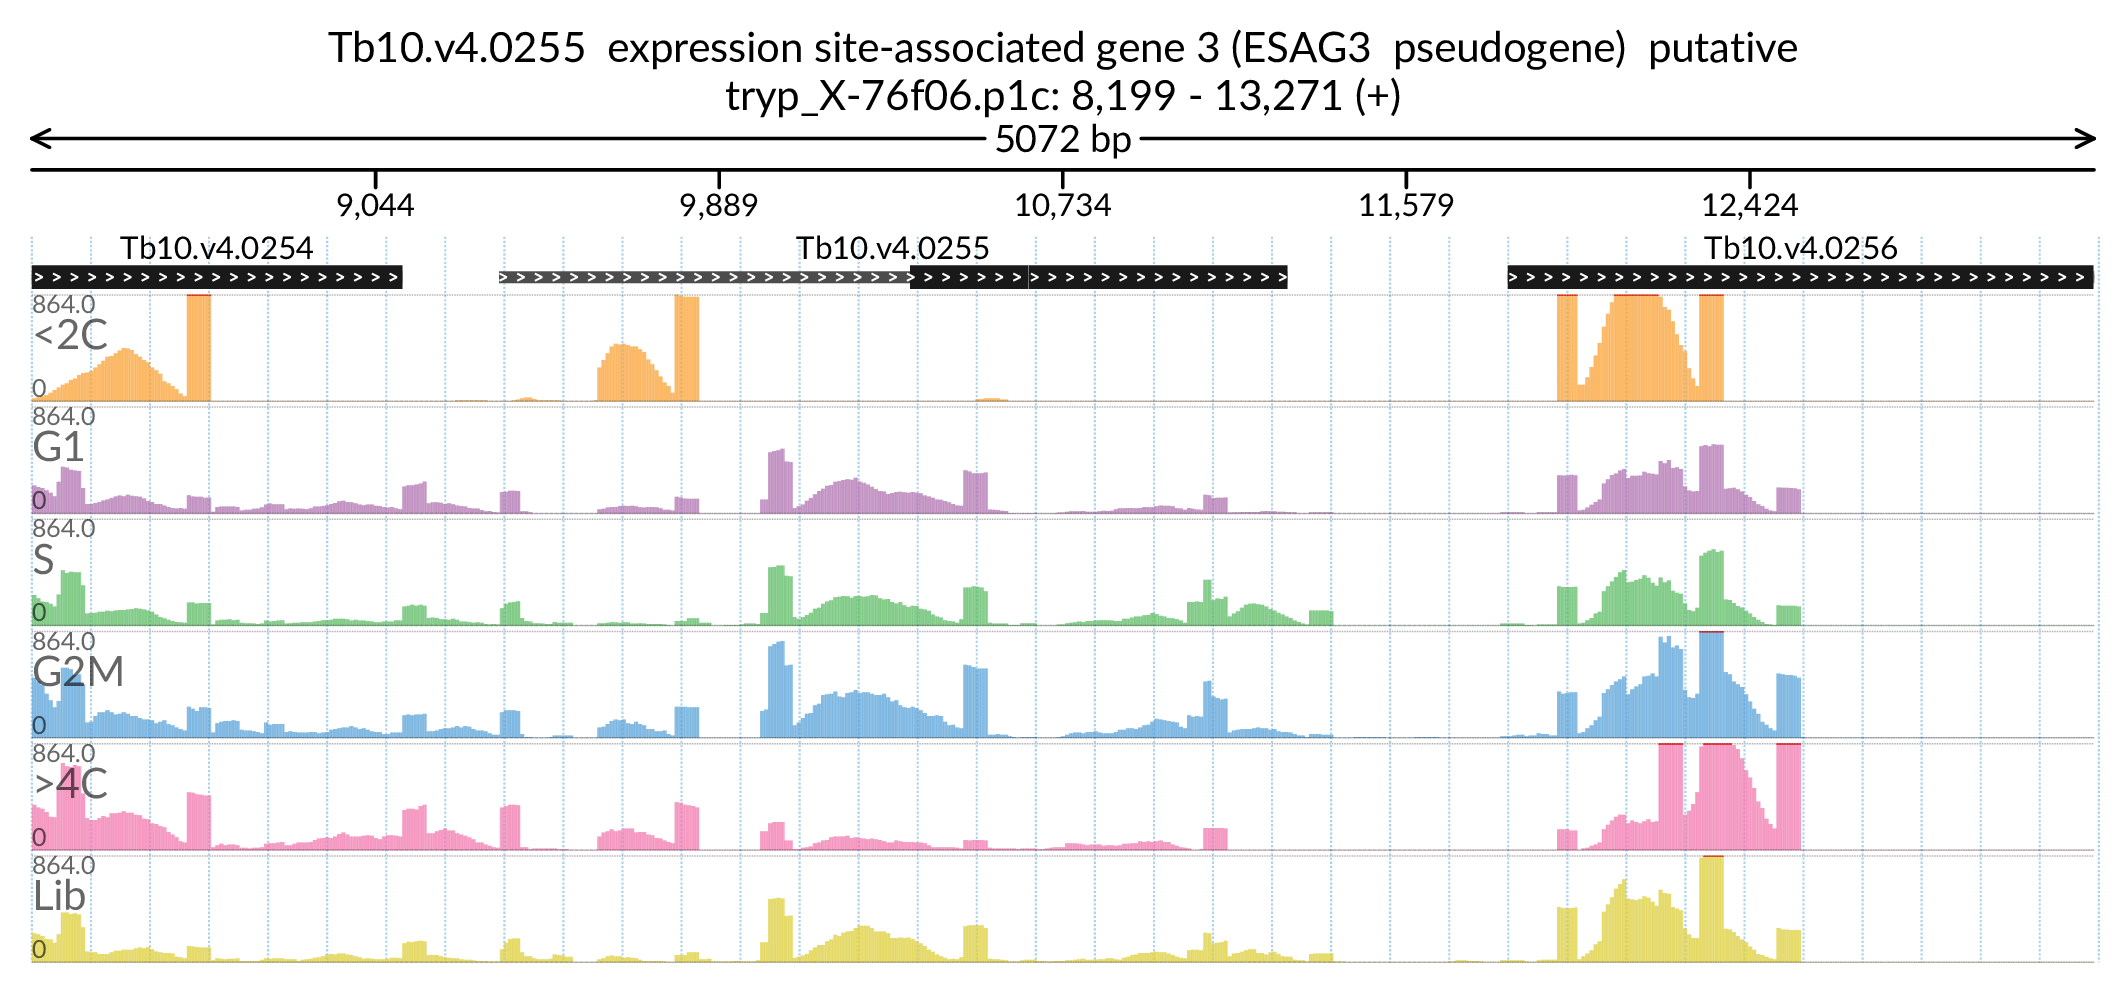 Tb10.v4.0255  expression site-associated gene 3 (ESAG3  pseudogene)  putative
tryp_X-76f06.p1c: 8,199 - 13,271 (+)
5072 bp
9,044 9,889 10,734 11,579 12,424
Tb10.v4.0254 Tb10.v4.0255 Tb10.v4.0256
864.0
<2C
0
864.0
G1
0
864.0
S
0
864.0
G2M
0
864.0
>4C
0
864.0
Lib
0